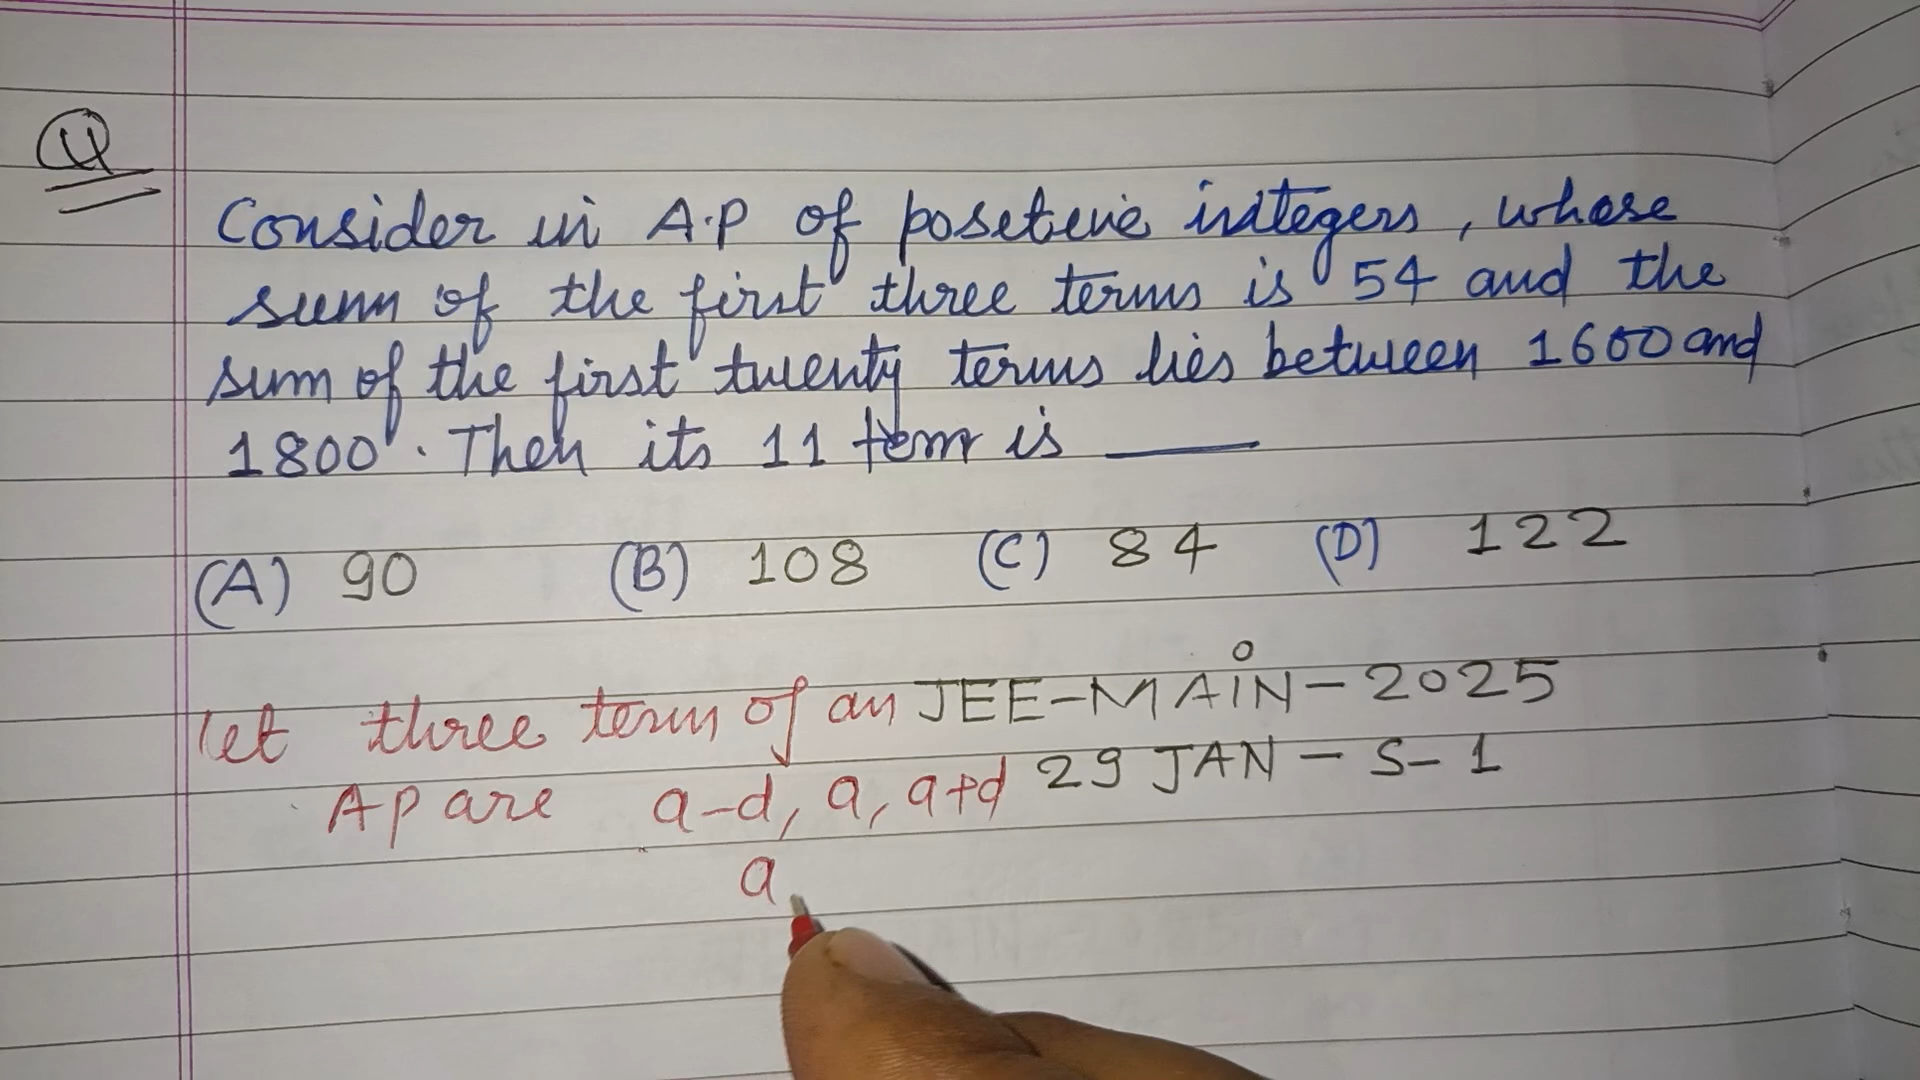 Q
Consider in A.P of posetive integers, whose
sum of the first three terms is 54 and the
sum of the first twenty terms lies between 1600 and
1800. Then its 11 term is ____
(A) 90 (B) 108 (C) 84 (D) 122
let three term of an JEE-MAIN-2025
AP are a-d, a, a+d 29 JAN - S-1
a